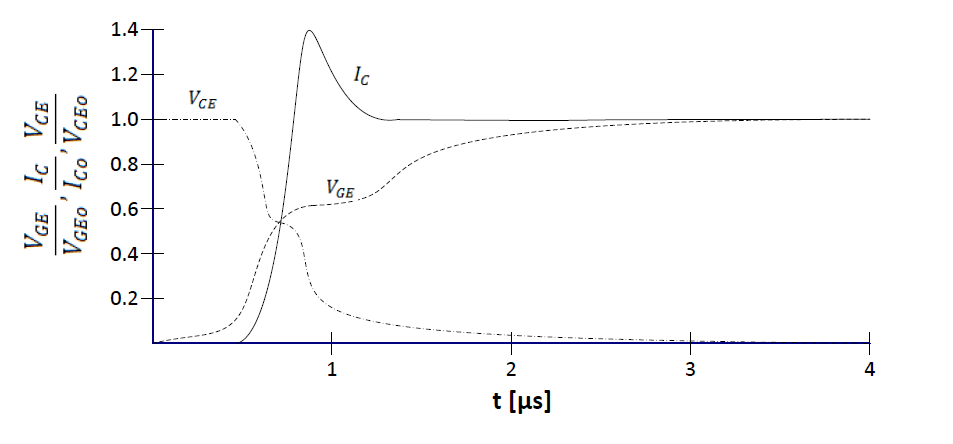 1.4
1.2
1.0
0.8
0.6
0.4
0.2
V_GE/V_GEo, I_C/I_Co, V_CE/V_CEo
V_CE
I_C
V_GE
1 2 3 4
t [µs]